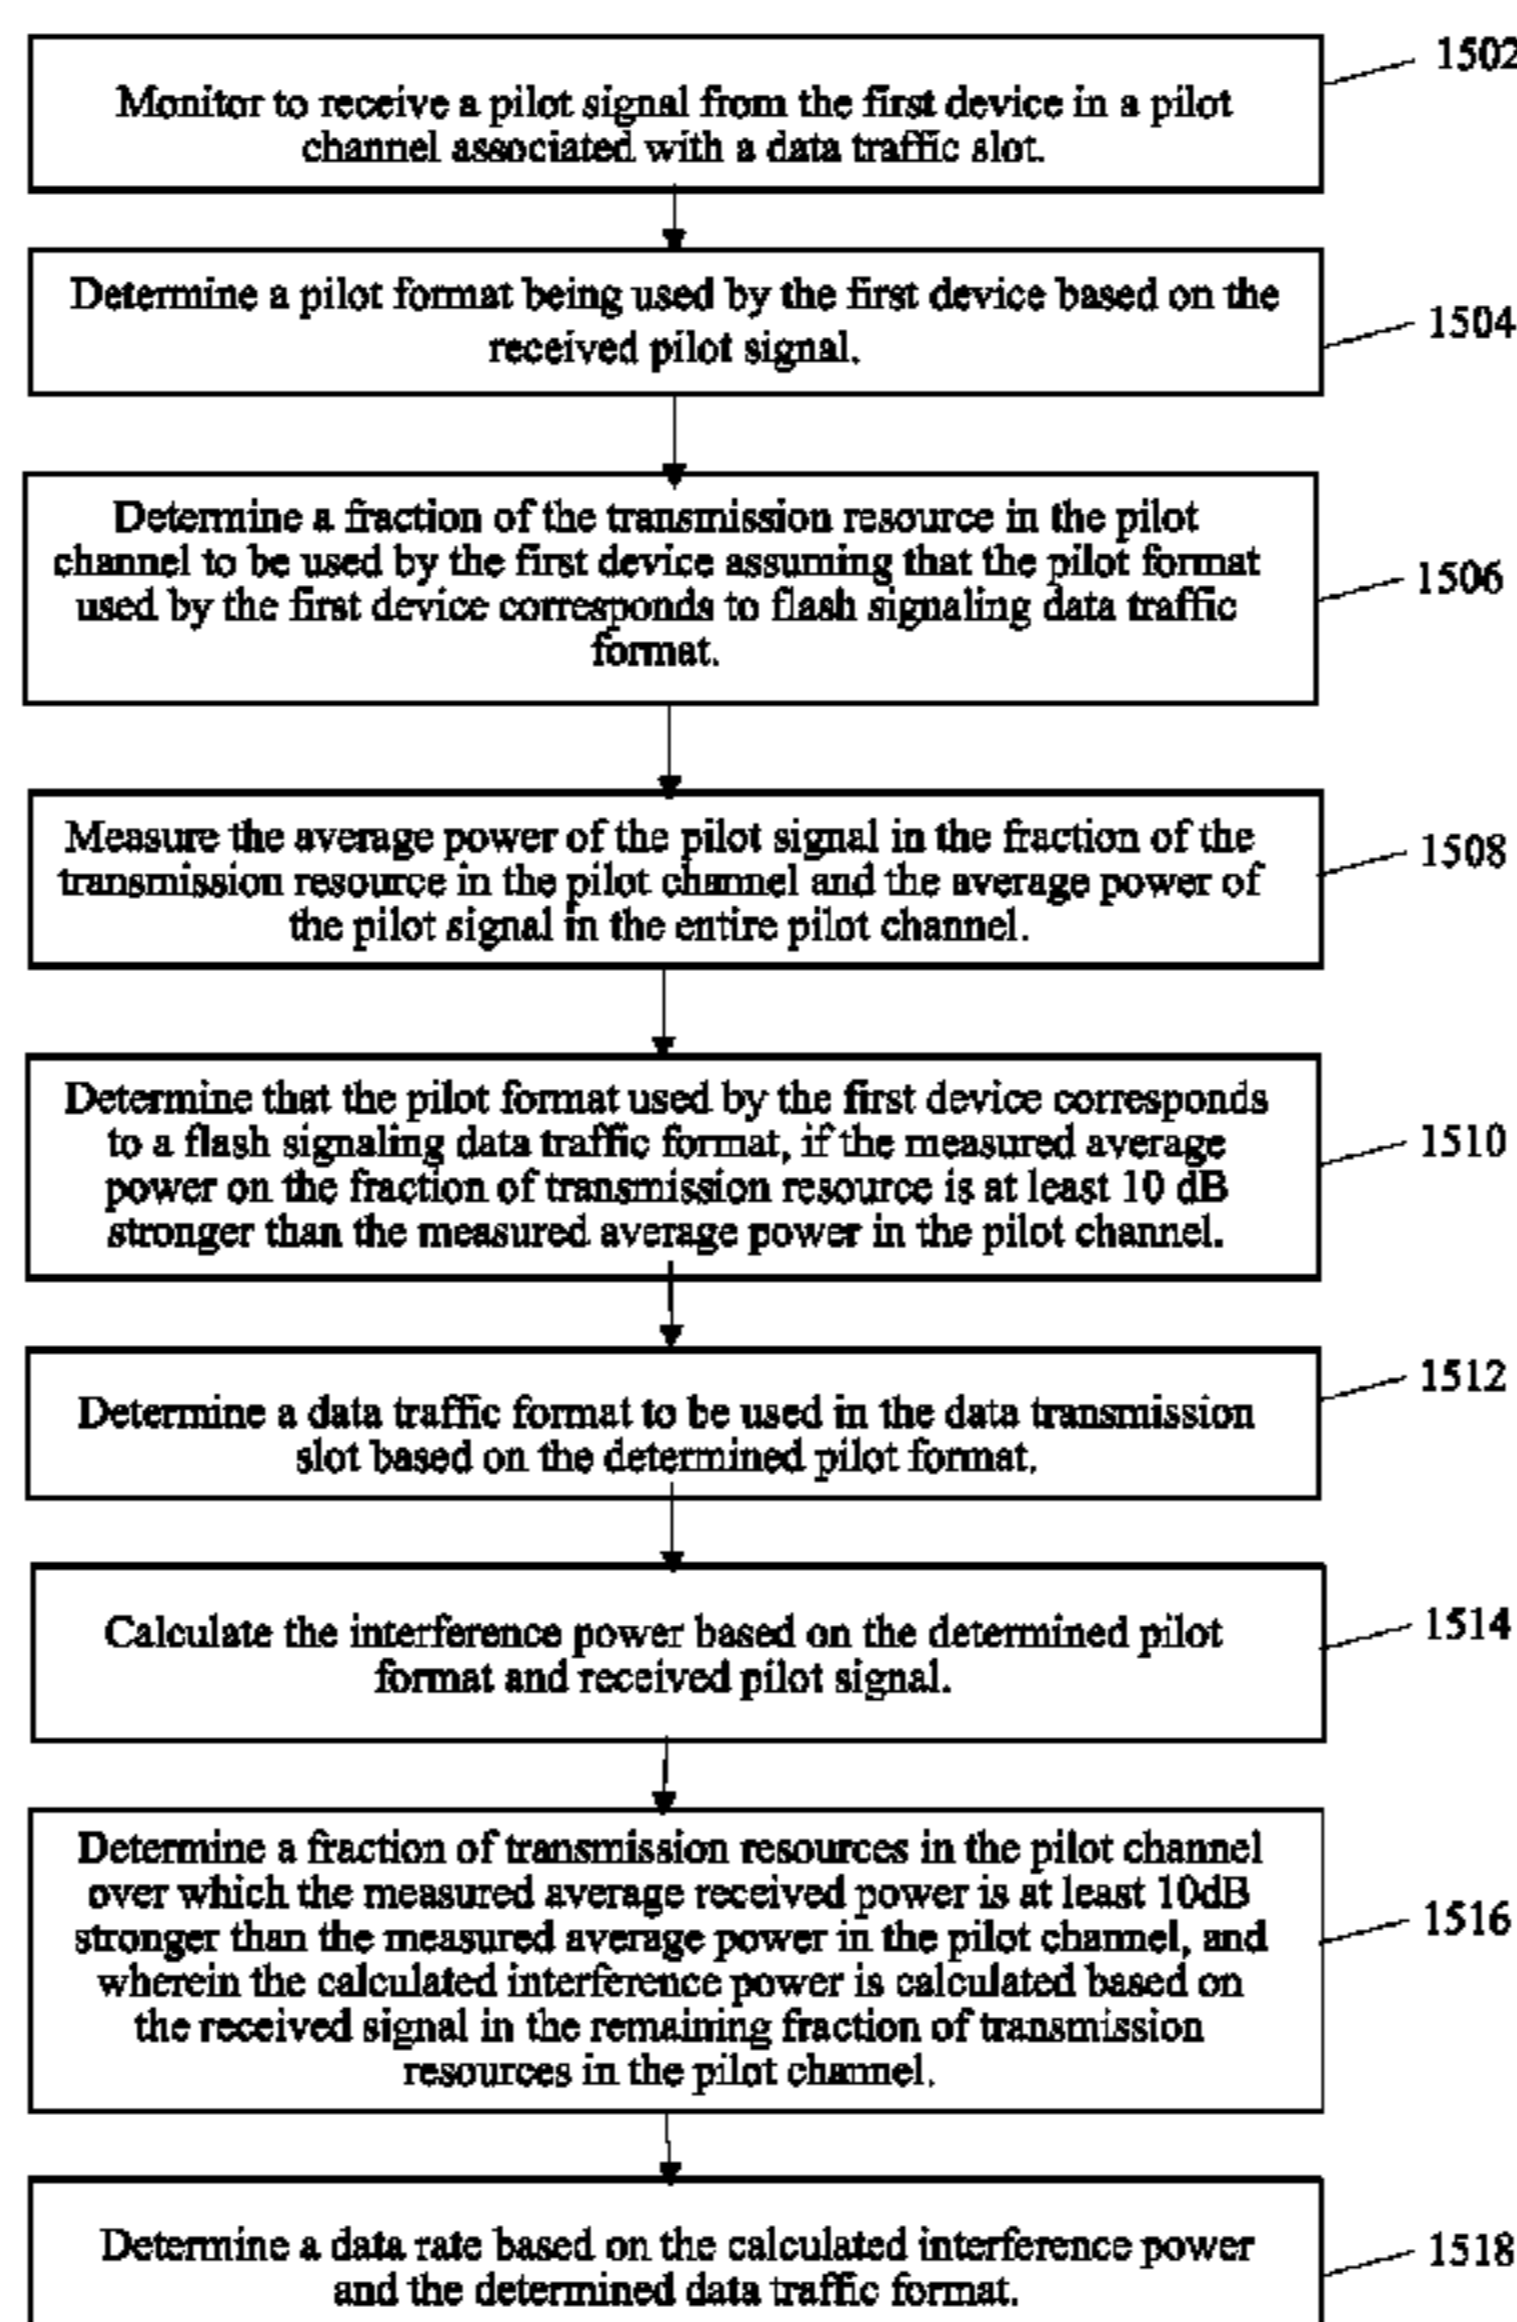 1502
Monitor to receive a pilot signal from the first device in a pilot
channel associated with a data traffic slot.
Determine a pilot format being used by the first device based on the
received pilot signal.
1504
Determine a fraction of the transmission resource in the pilot
channel to be used by the first device assuming that the pilot format
used by the first device corresponds to flash signaling data traffic
format.
1506
Measure the average power of the pilot signal in the fraction of the
transmission resource in the pilot channel and the average power of
the pilot signal in the entire pilot channel.
1508
Determine that the pilot format used by the first device corresponds
to a flash signaling data traffic format, if the measured average
power on the fraction of transmission resource is at least 10 dB
stronger than the measured average power in the pilot channel.
1510
Determine a data traffic format to be used in the data transmission
slot based on the determined pilot format.
1512
Calculate the interference power based on the determined pilot
format and received pilot signal.
1514
Determine a fraction of transmission resources in the pilot channel
over which the measured average received power is at least 10dB
stronger than the measured average power in the pilot channel, and
wherein the calculated interference power is calculated based on
the received signal in the remaining fraction of transmission
resources in the pilot channel.
1516
Determine a data rate based on the calculated interference power
and the determined data traffic format.
1518